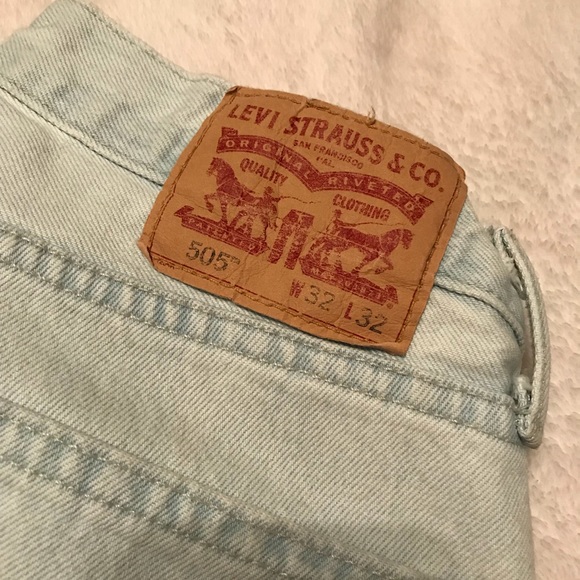 LEVI STRAUSS & CO.
SAN FRANCISCO
CAL.
ORIGINAL RIVETED
QUALITY CLOTHING
505
W 32 L 32